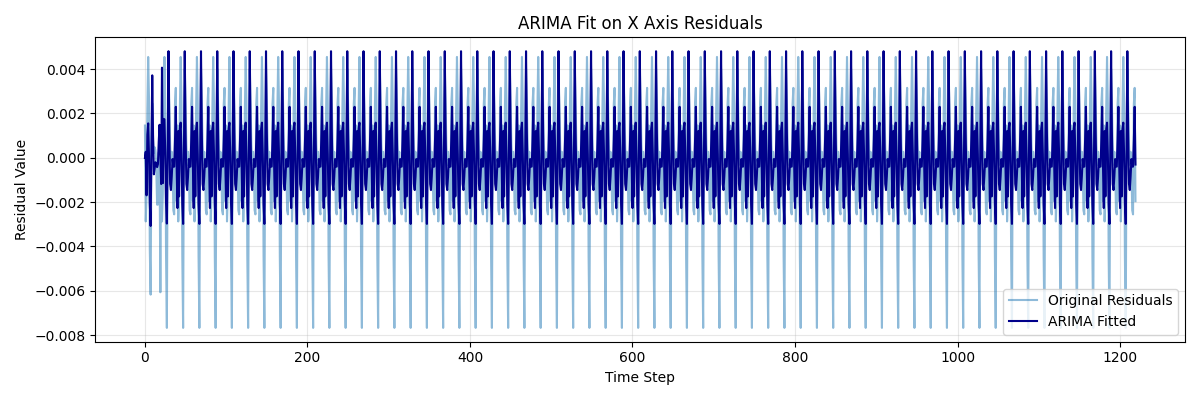 ARIMA Fit on X Axis Residuals
Residual Value
0.004
0.002
0.000
−0.002
−0.004
−0.006
−0.008
Original Residuals
ARIMA Fitted
0 200 400 600 800 1000 1200
Time Step